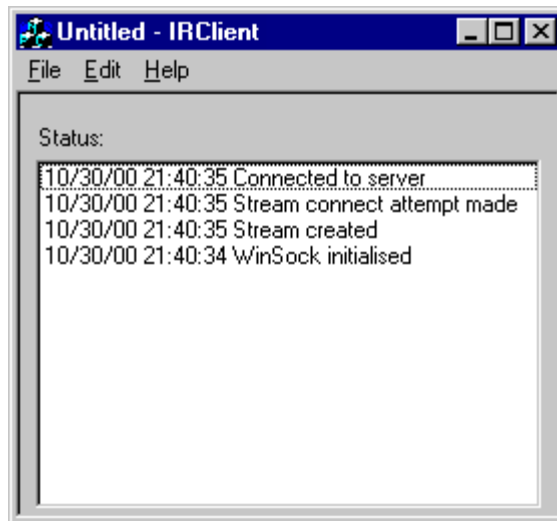 Untitled - IRClient
File Edit Help
Status:
10/30/00 21:40:35 Connected to server
10/30/00 21:40:35 Stream connect attempt made
10/30/00 21:40:35 Stream created
10/30/00 21:40:34 WinSock initialised